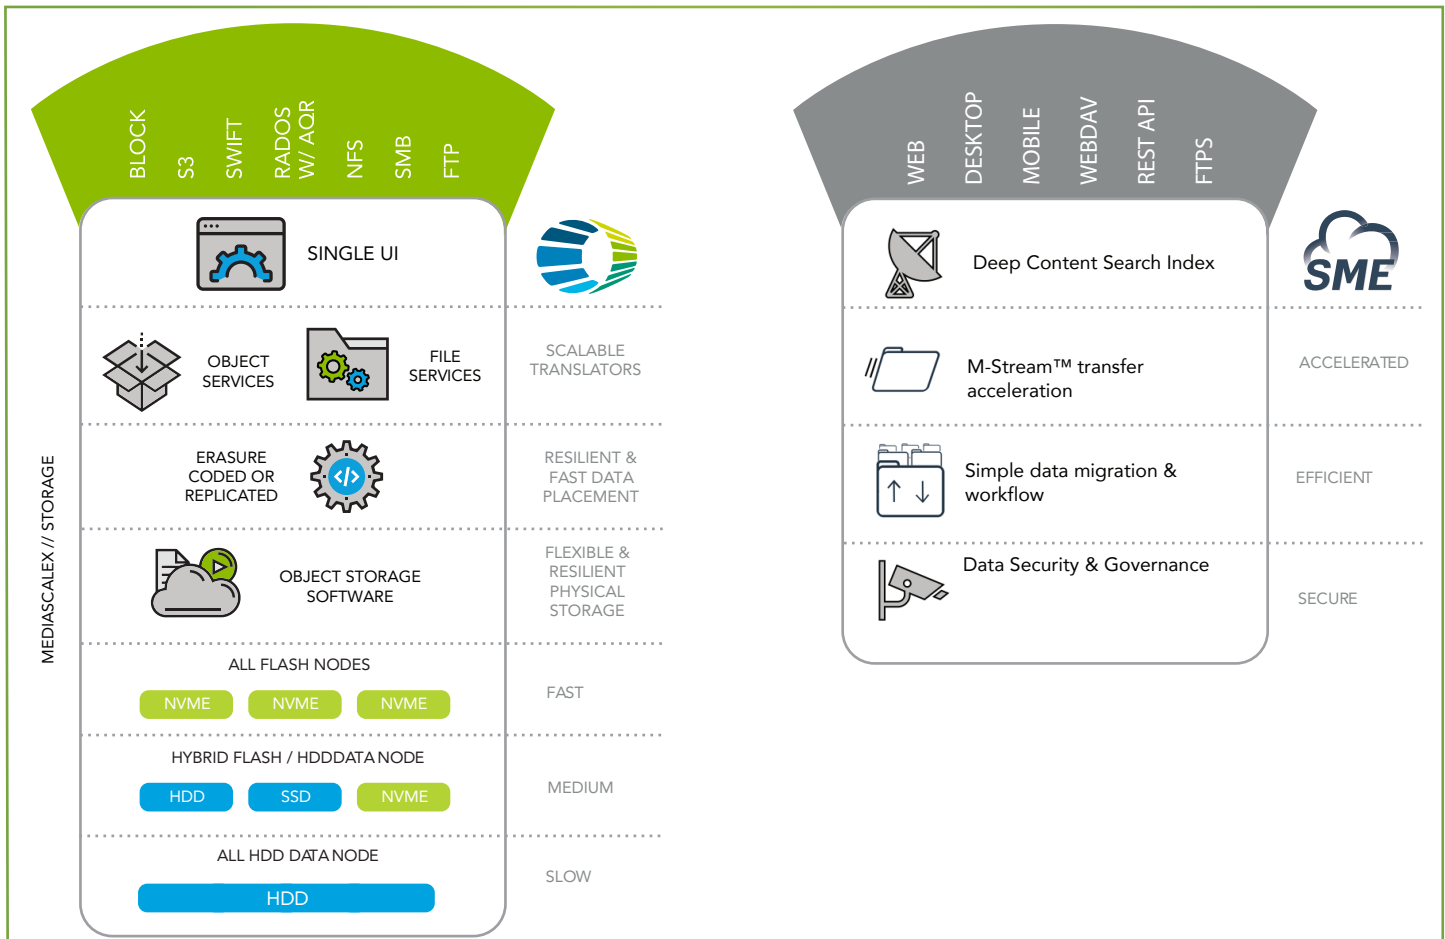 BLOCK
S3
SWIFT
RADOS
W/ AQR
NFS
SMB
FTP
SINGLE UI
OBJECT
SERVICES
FILE
SERVICES
SCALABLE
TRANSLATORS
ERASURE
CODED OR
REPLICATED
</>
RESILIENT &
FAST DATA
PLACEMENT
MEDIASCALEX // STORAGE
OBJECT STORAGE
SOFTWARE
FLEXIBLE &
RESILIENT
PHYSICAL
STORAGE
ALL FLASH NODES
NVME NVME NVME
FAST
HYBRID FLASH / HDDDATA NODE
HDD SSD NVME
MEDIUM
ALL HDD DATA NODE
HDD
SLOW
WEB
DESKTOP
MOBILE
WEBDAV
REST API
FTPS
Deep Content Search Index
SME
M-Stream™ transfer
acceleration
ACCELERATED
Simple data migration &
workflow
EFFICIENT
Data Security & Governance
SECURE